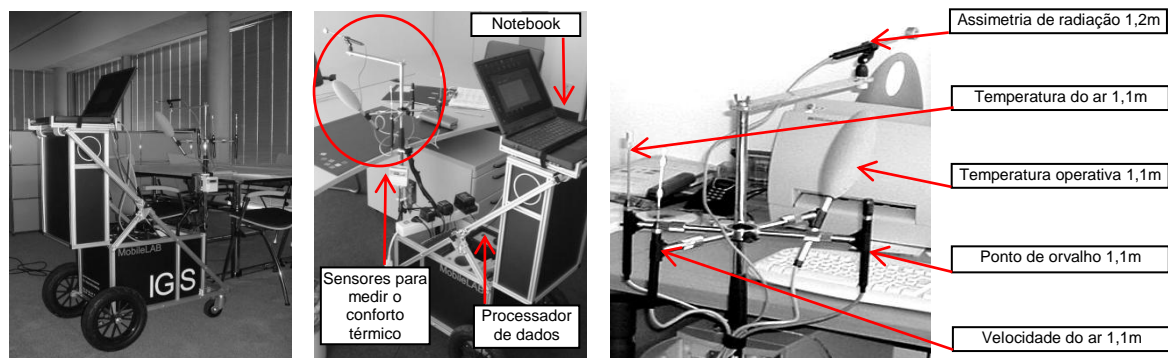 MobileLAB
IGS
Notebook
MobileLAB
Sensores para
medir o
conforto
térmico
Processador
de dados
Assimetria de radiação 1,2m
Temperatura do ar 1,1m
Temperatura operativa 1,1m
Ponto de orvalho 1,1m
Velocidade do ar 1,1m